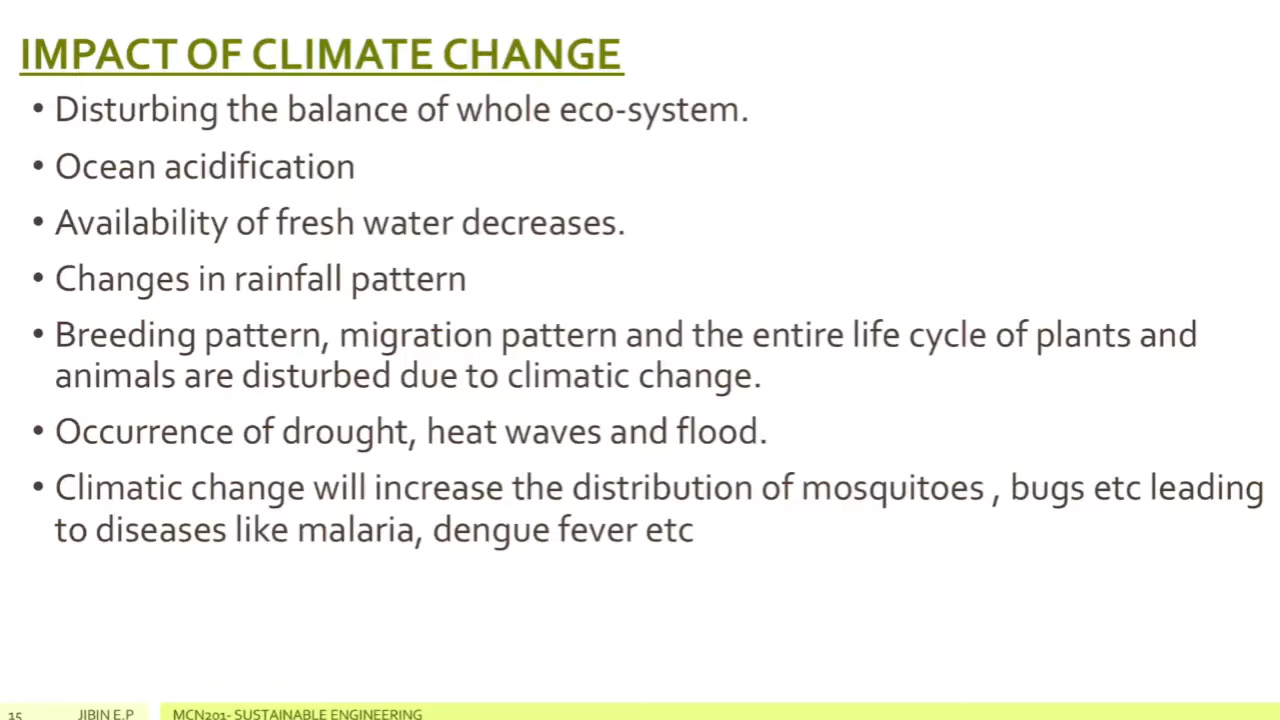 IMPACT OF CLIMATE CHANGE
• Disturbing the balance of whole eco-system.
• Ocean acidification
• Availability of fresh water decreases.
• Changes in rainfall pattern
• Breeding pattern, migration pattern and the entire life cycle of plants and
animals are disturbed due to climatic change.
• Occurrence of drought, heat waves and flood.
• Climatic change will increase the distribution of mosquitoes , bugs etc leading
to diseases like malaria, dengue fever etc
15 JIBIN E.P MCN201- SUSTAINABLE ENGINEERING